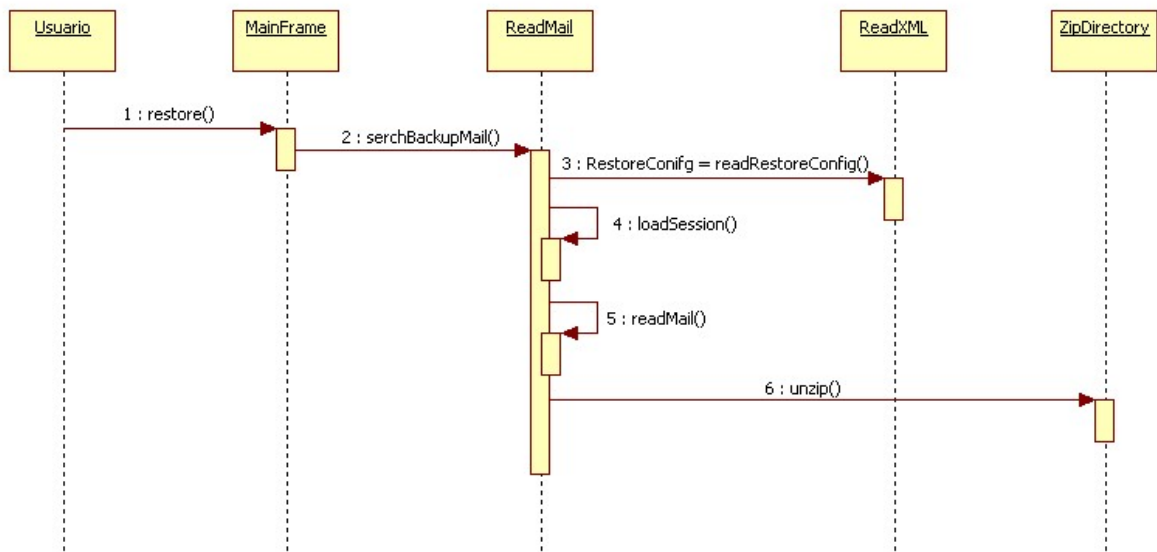 Usuario
MainFrame
ReadMail
ReadXML
ZipDirectory
1 : restore()
2 : serchBackupMail()
3 : RestoreConifg = readRestoreConfig()
4 : loadSession()
5 : readMail()
6 : unzip()